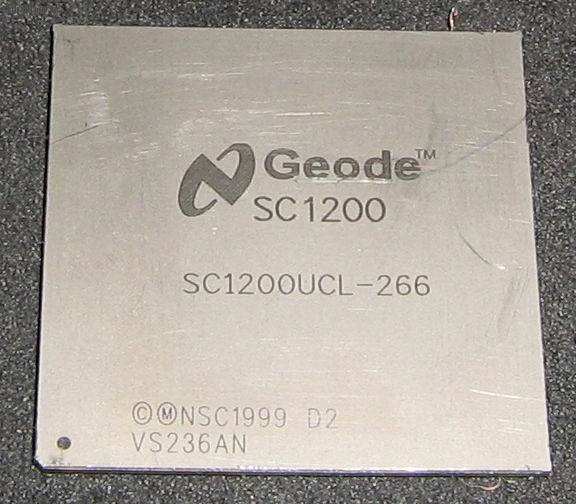 Geode™
SC1200
SC1200UCL-266
©ⓂNSC1999 D2
VS236AN